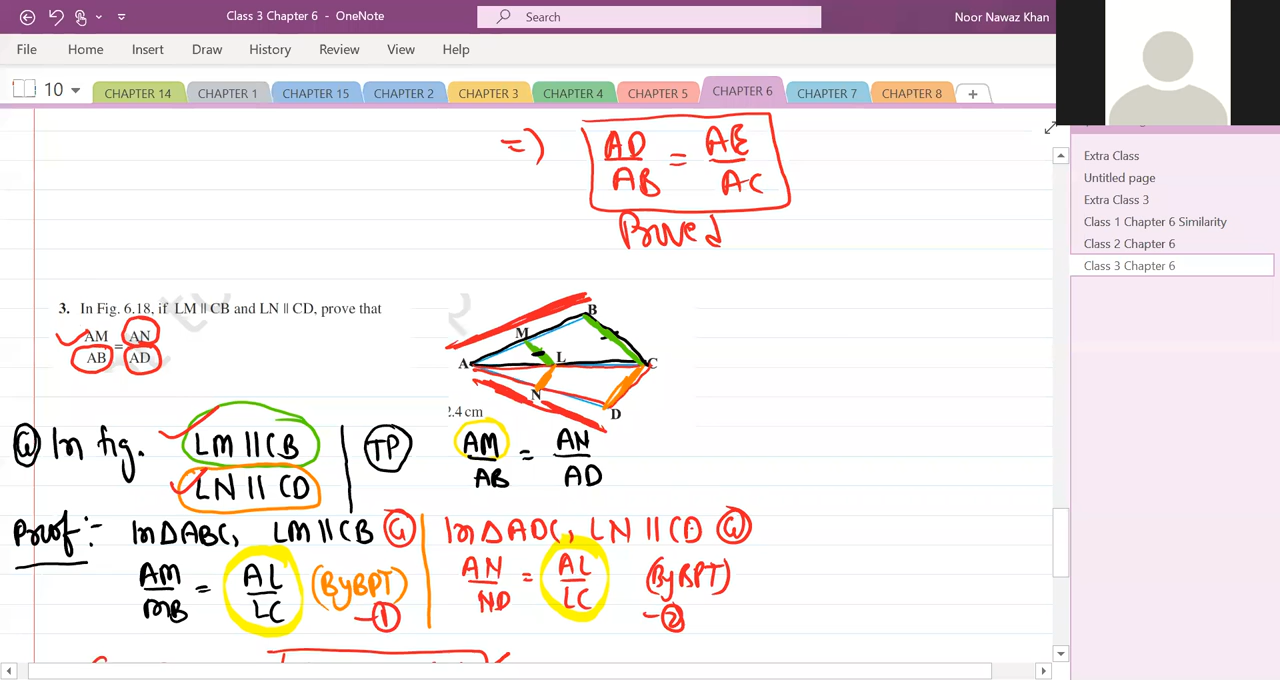 Class 3 Chapter 6 - OneNote
Search
Noor Nawaz Khan
File Home Insert Draw History Review View Help
10 CHAPTER 14 CHAPTER 1 CHAPTER 15 CHAPTER 2 CHAPTER 3 CHAPTER 4 CHAPTER 5 CHAPTER 6 CHAPTER 7 CHAPTER 8 +
Extra Class
Untitled page
Extra Class 3
Class 1 Chapter 6 Similarity
Class 2 Chapter 6
Class 3 Chapter 6
=) AD/AB = AE/AC
Proved
3. In Fig. 6.18, if LM || CB and LN || CD, prove that
AM/AB = AN/AD
B
M
A L C
N
D
2.4 cm
G In fig. LM || CB TP AM/AB = AN/AD
LN || CD
Proof :- In Δ ABC, LM || CB G
AM/MB = AL/LC (By BPT)
-1
In Δ ADC, LN || CD G
AN/ND = AL/LC (By BPT)
-2